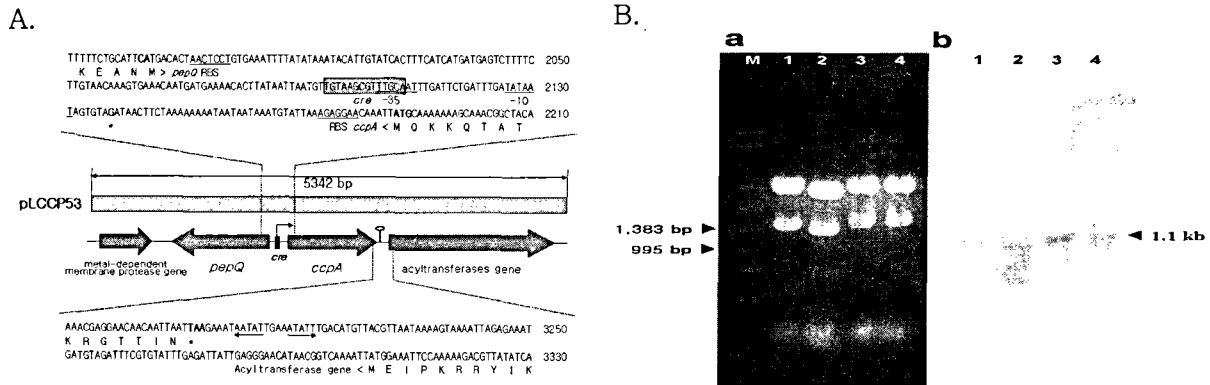 A.
TTTTTCTGCATTCATGACACTAACTCCTGTGAAATTTTATATAAATACATTGTATCACTTTCATCATGATGAGTCTTTTC 2050
K E A N M > pepQ RBS
TTGTAACAAAGTGAAACAATGATGAAAACACTTATAATTAATGTTGTAAGCGTTTGCAATTTGATTCTGATTTGATATAA 2130
cre -35 -10
TAGTGTAGATAACTTCTAAAAAAAATAATAATAAATGTATTAAAGAGGAACAAATTATGCAAAAAAAGCAAACGGCTACA 2210
* RBS ccpA < M Q K K Q T A T
5342 bp
pLCCP53
metal-dependent
membrane protease gene
pepQ
cre
ccpA
acyltransferases gene
AAACGAGGAACAACAATTAATTAAGAAATAATATTGAAATATTTGACATGTTACGTTAATAAAAGTAAAATTAGAGAAAT 3250
K R G T T I N *
GATGTAGATTTCGTGTATTTGAGATTATTGAGGGAACATAACGGTCAAAATTATGGAAATTCCAAAAAGACGTTATATCA 3330
Acyltransferase gene < M E I P K R R Y I K
B.
a
M 1 2 3 4
1,383 bp
995 bp
b
1 2 3 4
1.1 kb